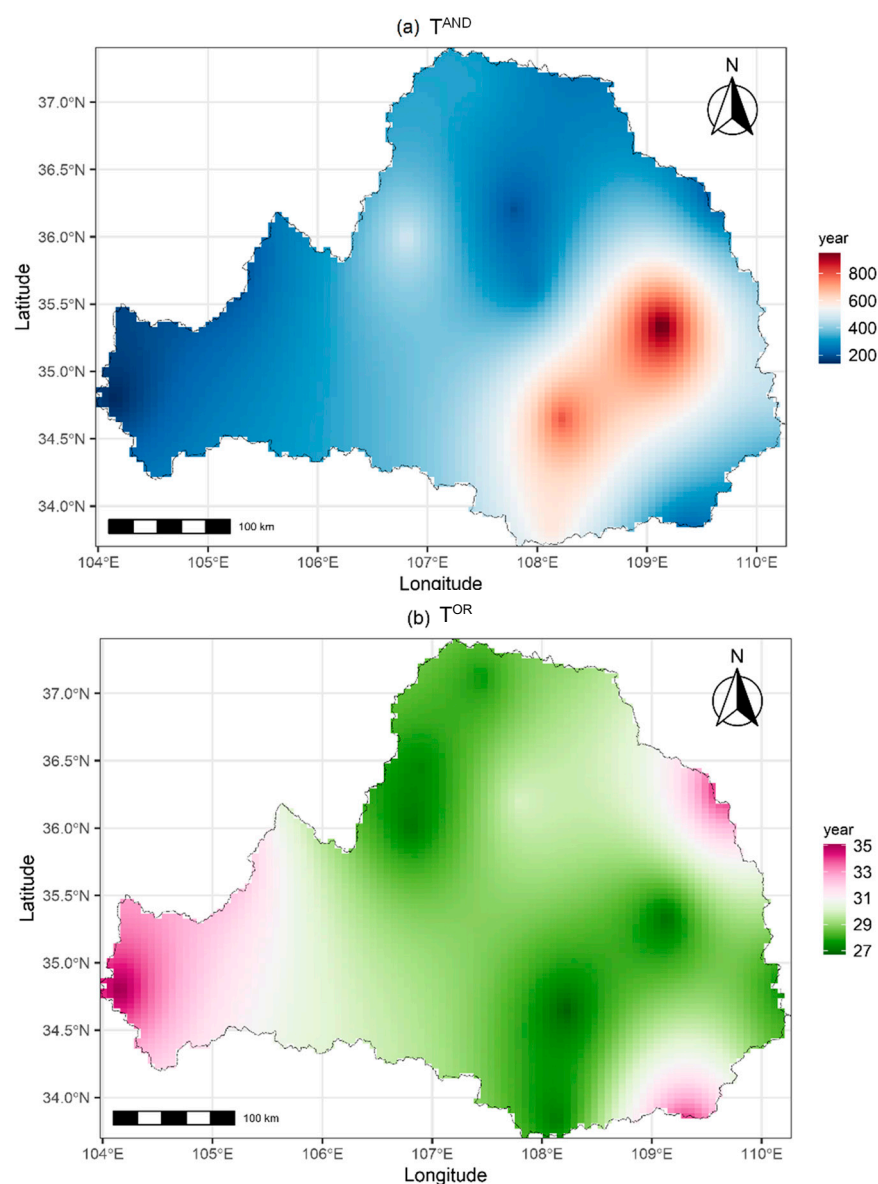 (a) T^AND
N
37.0°N
36.5°N
36.0°N
35.5°N
35.0°N
34.5°N
34.0°N
Latitude
year
800
600
400
200
100 km
104°E 105°E 106°E 107°E 108°E 109°E 110°E
Longitude
(b) T^OR
N
37.0°N
36.5°N
36.0°N
35.5°N
35.0°N
34.5°N
34.0°N
Latitude
year
35
33
31
29
27
100 km
104°E 105°E 106°E 107°E 108°E 109°E 110°E
Longitude